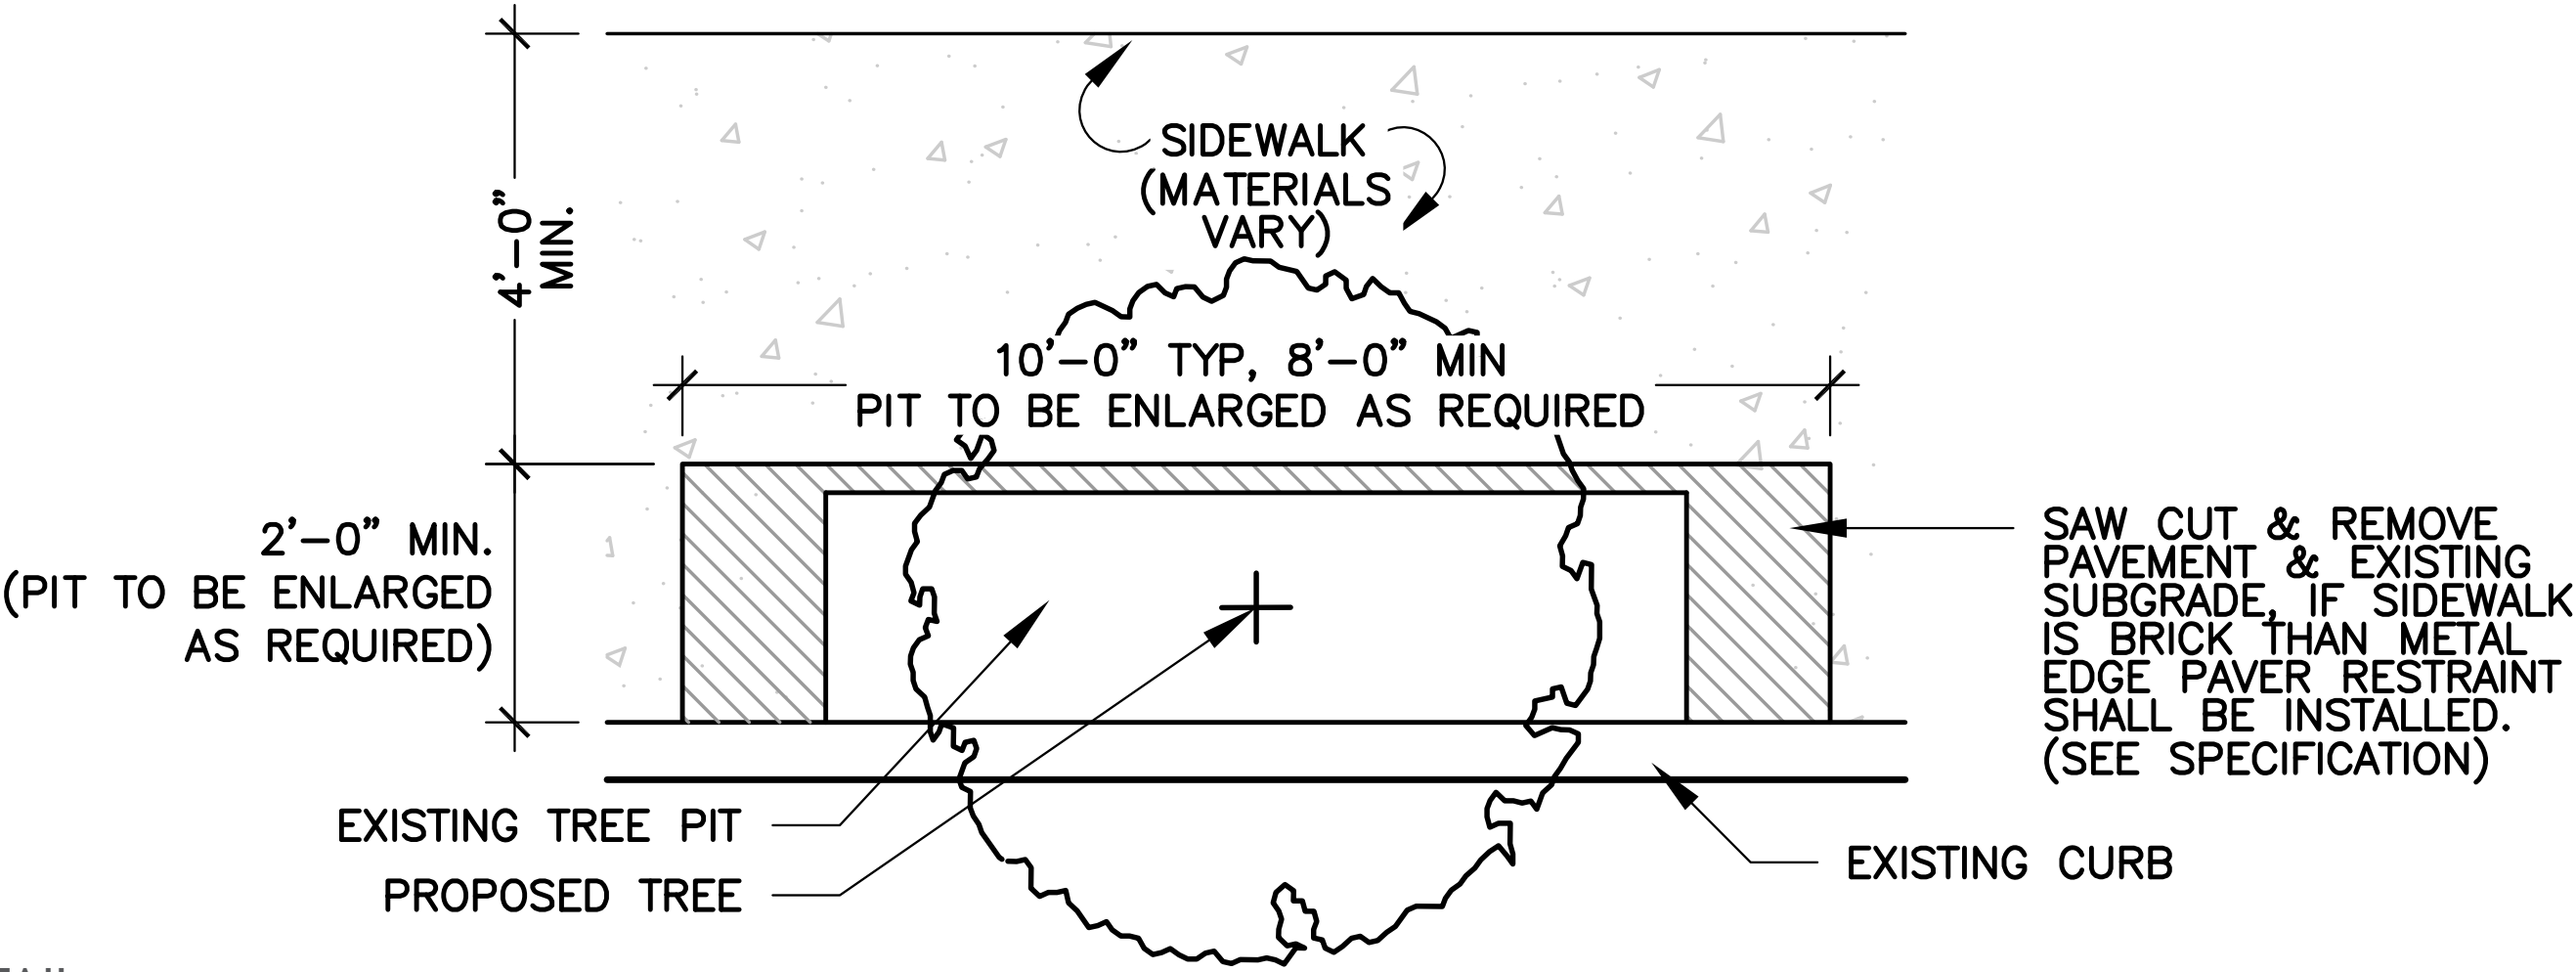 SIDEWALK
(MATERIALS
VARY)
4'-0"
MIN.
10'-0" TYP, 8'-0" MIN
PIT TO BE ENLARGED AS REQUIRED
2'-0" MIN.
(PIT TO BE ENLARGED
AS REQUIRED)
SAW CUT & REMOVE
PAVEMENT & EXISTING
SUBGRADE, IF SIDEWALK
IS BRICK THAN METAL
EDGE PAVER RESTRAINT
SHALL BE INSTALLED.
(SEE SPECIFICATION)
EXISTING TREE PIT
PROPOSED TREE
EXISTING CURB